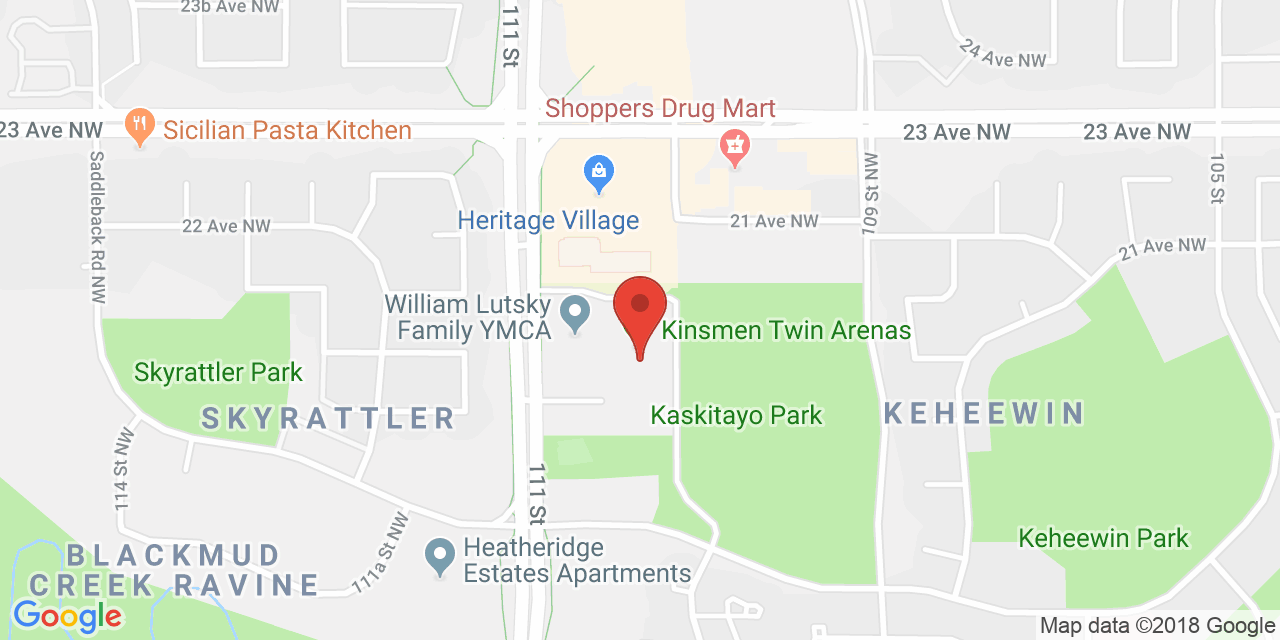 23b Ave NW
111 St
24 Ave NW
Shoppers Drug Mart
23 Ave NW
Sicilian Pasta Kitchen
23 Ave NW
23 Ave NW
Saddleback Rd NW
109 St NW
105 St
22 Ave NW
Heritage Village
21 Ave NW
21 Ave NW
William Lutsky
Family YMCA
Kinsmen Twin Arenas
Skyrattler Park
SKYRATTLER
Kaskitayo Park
KEHEEWIN
114 St NW
111 St
111a St NW
Keheewin Park
BLACKMUD
CREEK RAVINE
Heatheridge
Estates Apartments
Google
Map data ©2018 Google